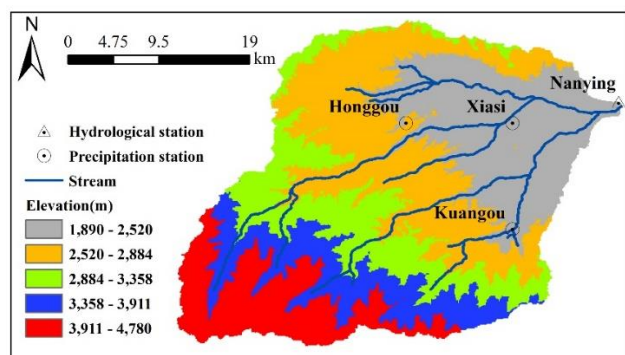 N
0 4.75 9.5 19
km
Nanying
Honggou
Xiasi
Kuangou
Hydrological station
Precipitation station
Stream
Elevation(m)
1,890 - 2,520
2,520 - 2,884
2,884 - 3,358
3,358 - 3,911
3,911 - 4,780